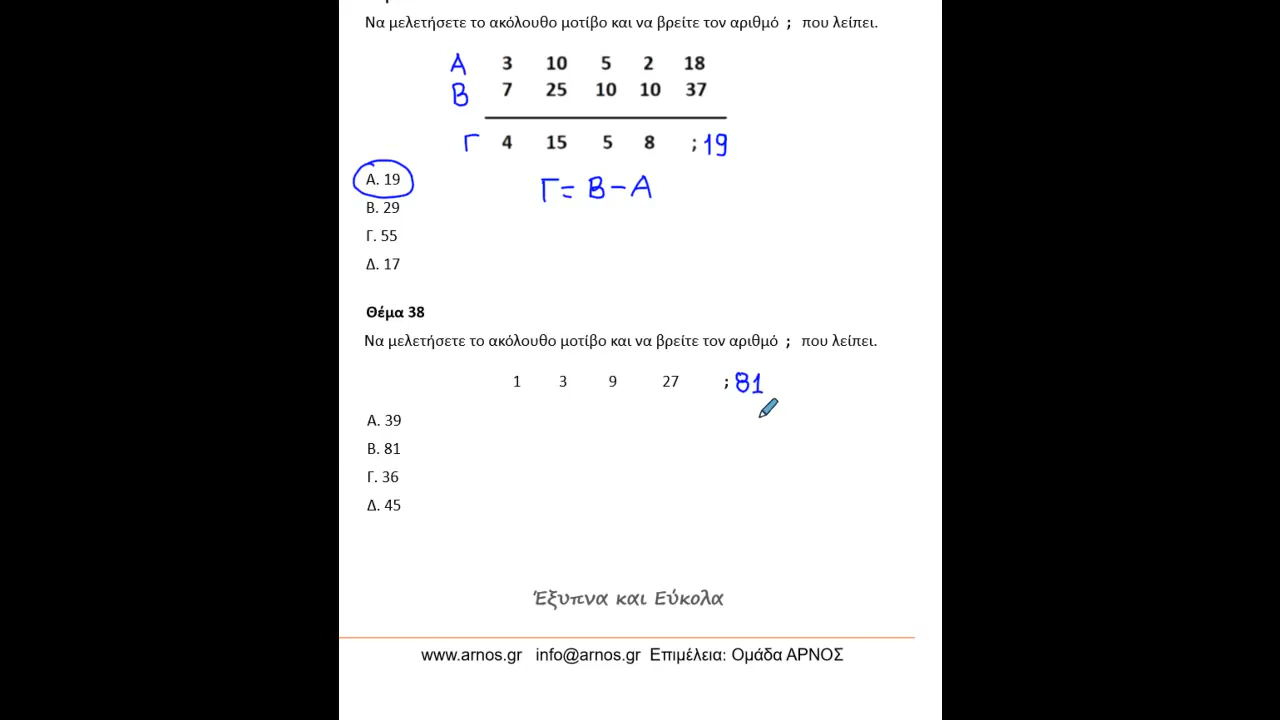 Να μελετήσετε το ακόλουθο μοτίβο και να βρείτε τον αριθμό ; που λείπει.
Α 3 10 5 2 18
Β 7 25 10 10 37
Γ 4 15 5 8 ; 19
Α. 19
Γ = Β - Α
Β. 29
Γ. 55
Δ. 17
Θέμα 38
Να μελετήσετε το ακόλουθο μοτίβο και να βρείτε τον αριθμό ; που λείπει.
1 3 9 27 ; 81
Α. 39
Β. 81
Γ. 36
Δ. 45
Έξυπνα και Εύκολα
www.arnos.gr info@arnos.gr Επιμέλεια: Ομάδα ΑΡΝΟΣ